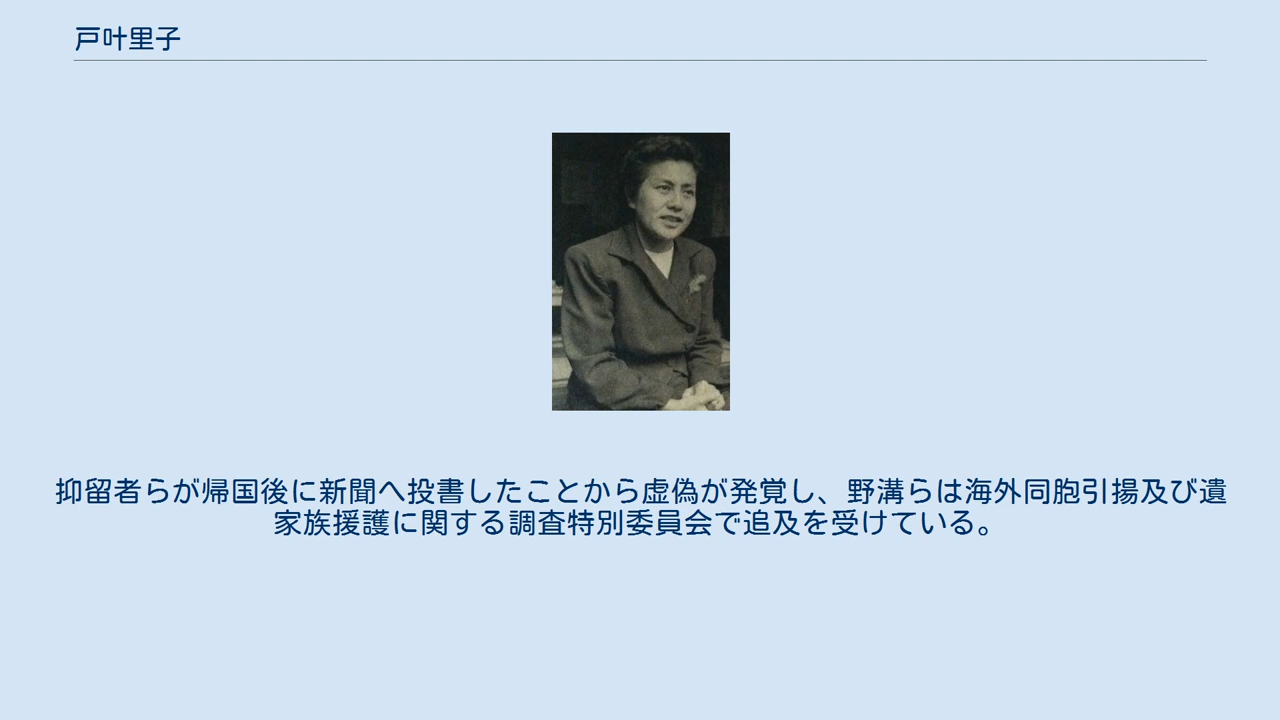 戸叶里子
抑留者らが帰国後に新聞へ投書したことから虚偽が発覚し、野溝らは海外同胞引揚及び遺
家族援護に関する調査特別委員会で追及を受けている。